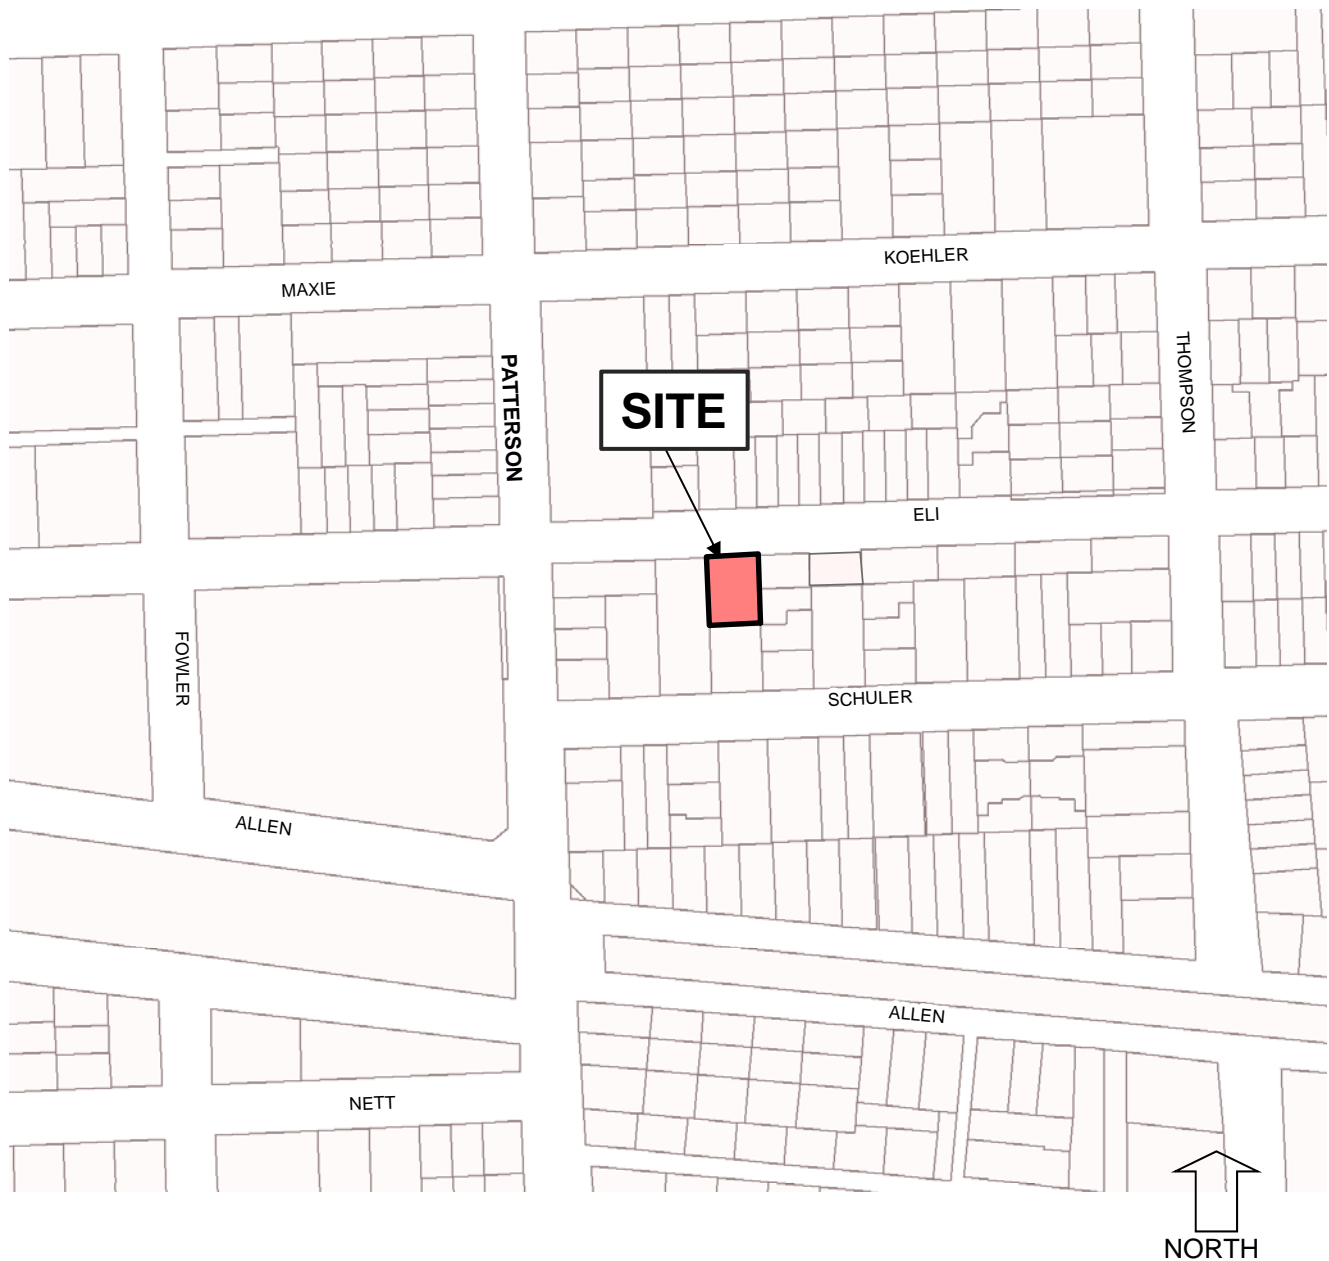 KOEHLER
MAXIE
THOMPSON
PATTERSON
SITE
ELI
FOWLER
SCHULER
ALLEN
ALLEN
NETT
NORTH